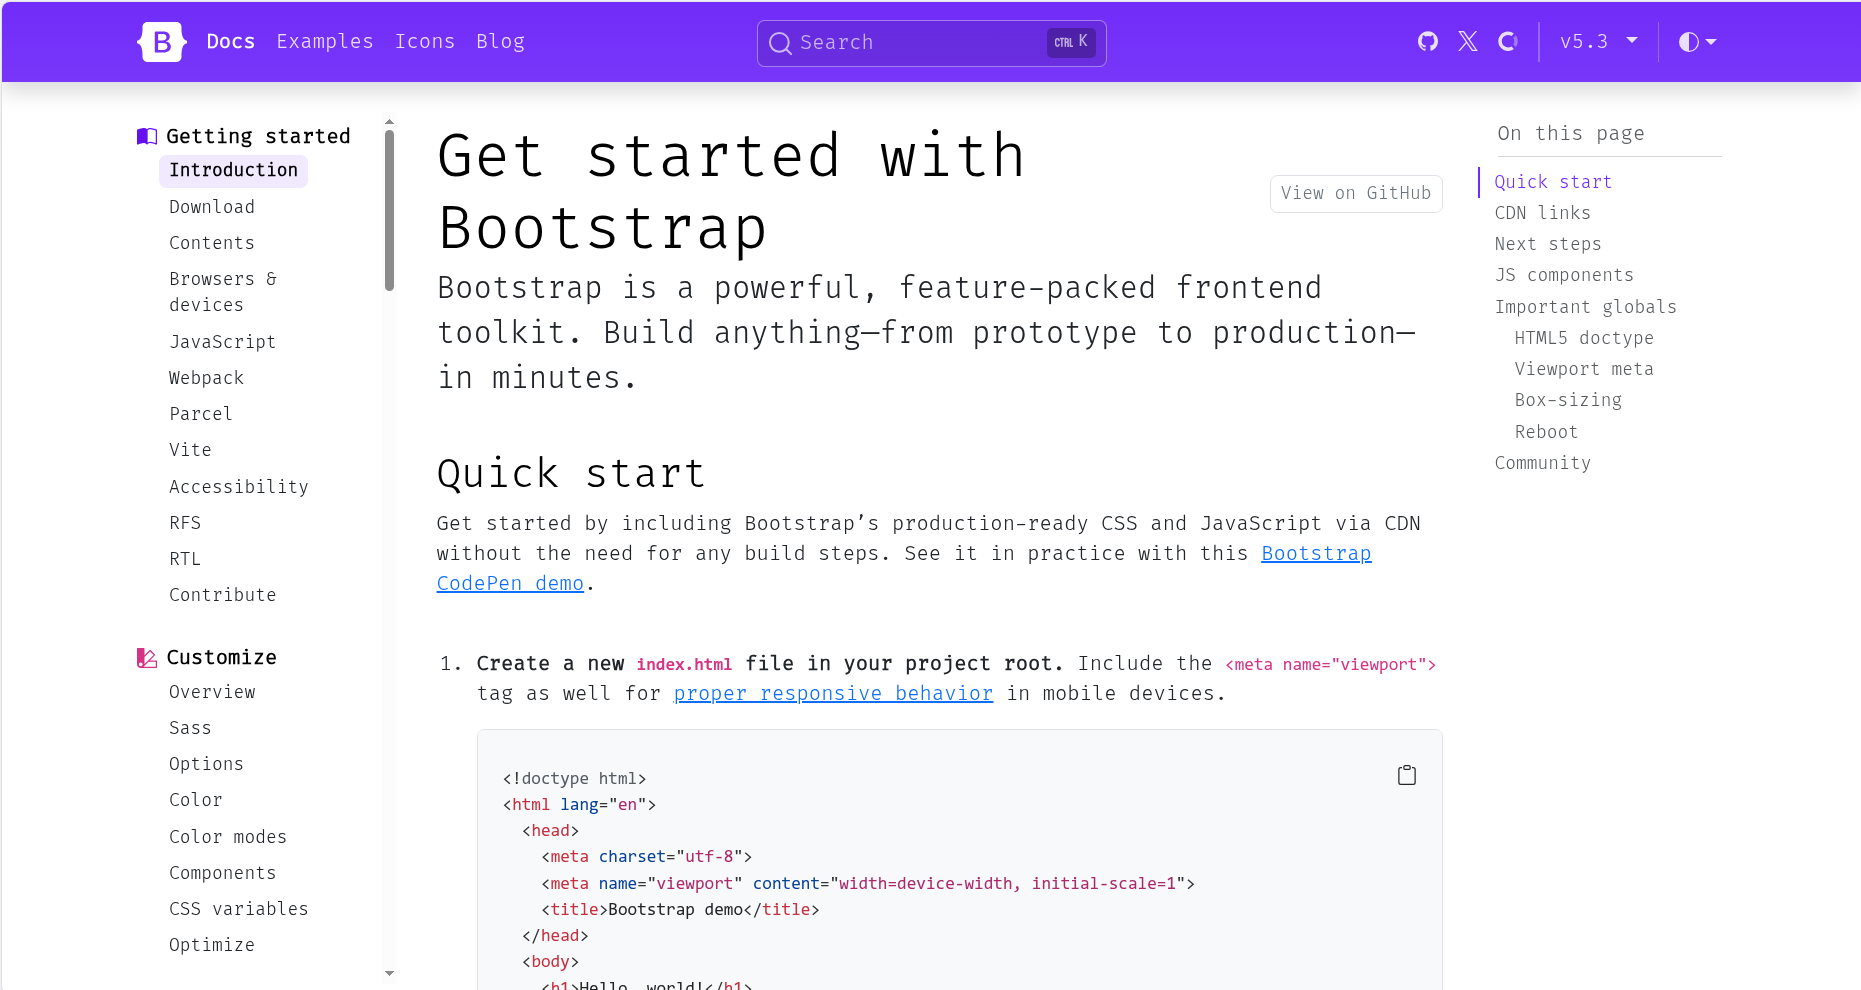 B Docs Examples Icons Blog Search CTRL K v5.3
Getting started
Introduction
Download
Contents
Browsers &
devices
JavaScript
Webpack
Parcel
Vite
Accessibility
RFS
RTL
Contribute
Customize
Overview
Sass
Options
Color
Color modes
Components
CSS variables
Optimize
Get started with
Bootstrap
View on GitHub
Bootstrap is a powerful, feature-packed frontend
toolkit. Build anything—from prototype to production—
in minutes.
Quick start
Get started by including Bootstrap’s production-ready CSS and JavaScript via CDN
without the need for any build steps. See it in practice with this Bootstrap
CodePen demo.
1. Create a new index.html file in your project root. Include the <meta name="viewport">
tag as well for proper responsive behavior in mobile devices.
<!doctype html>
<html lang="en">
  <head>
    <meta charset="utf-8">
    <meta name="viewport" content="width=device-width, initial-scale=1">
    <title>Bootstrap demo</title>
  </head>
  <body>
    <h1>Hello, world!</h1>
On this page
Quick start
CDN links
Next steps
JS components
Important globals
HTML5 doctype
Viewport meta
Box-sizing
Reboot
Community